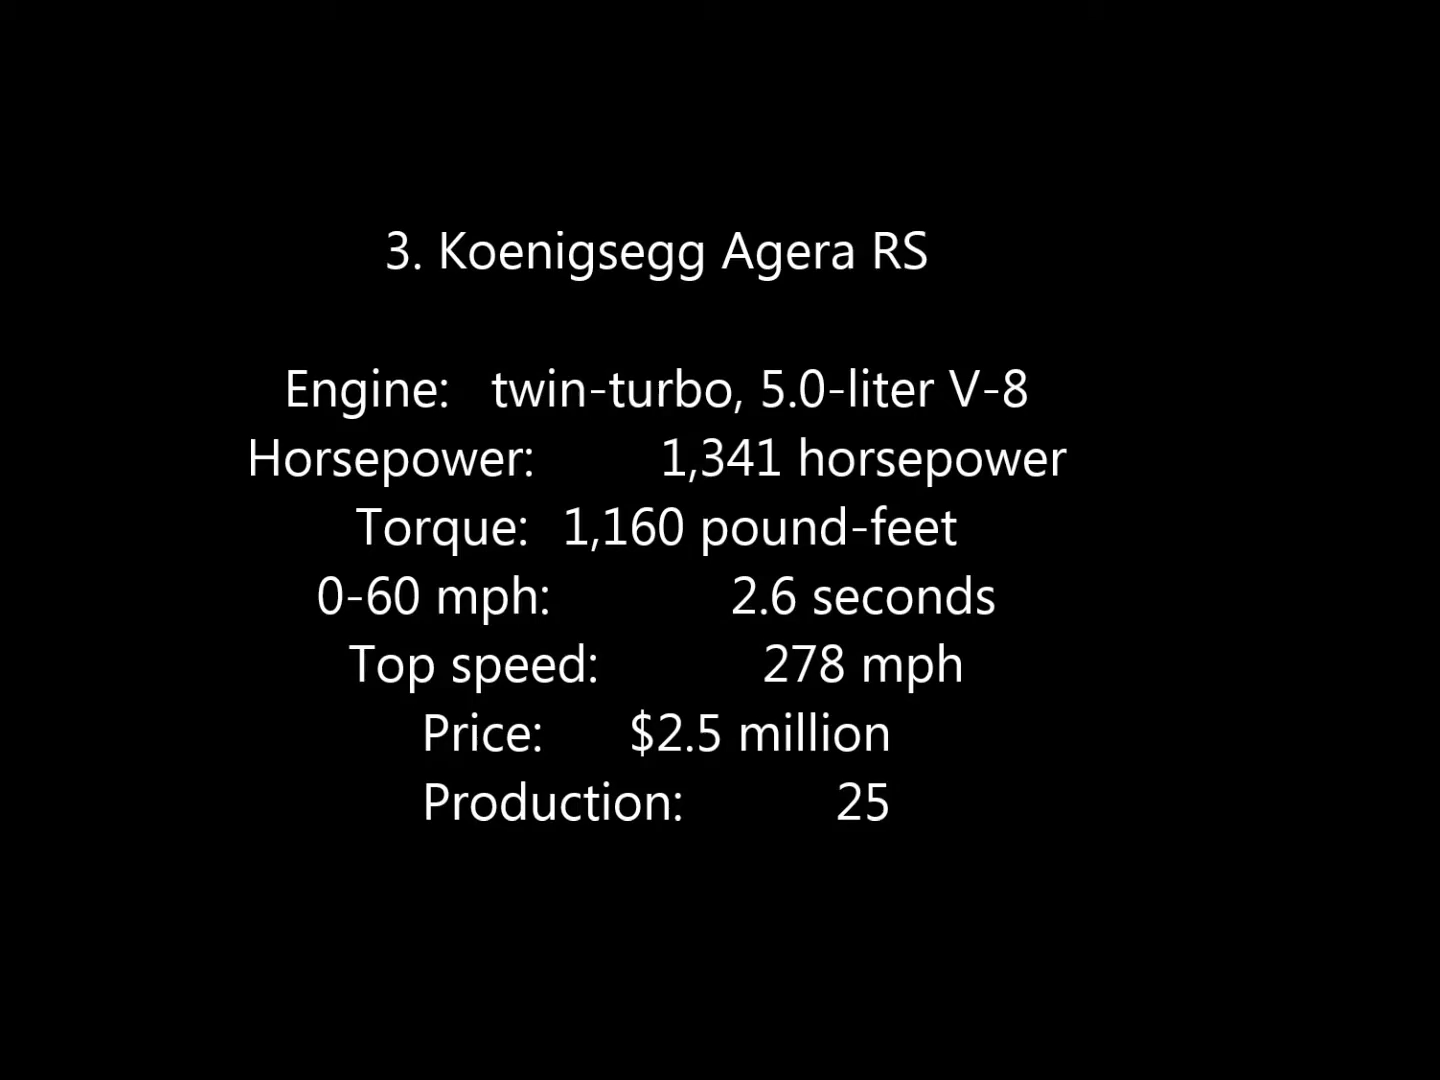 3. Koenigsegg Agera RS
Engine: twin-turbo, 5.0-liter V-8
Horsepower: 1,341 horsepower
Torque: 1,160 pound-feet
0-60 mph: 2.6 seconds
Top speed: 278 mph
Price: $2.5 million
Production: 25